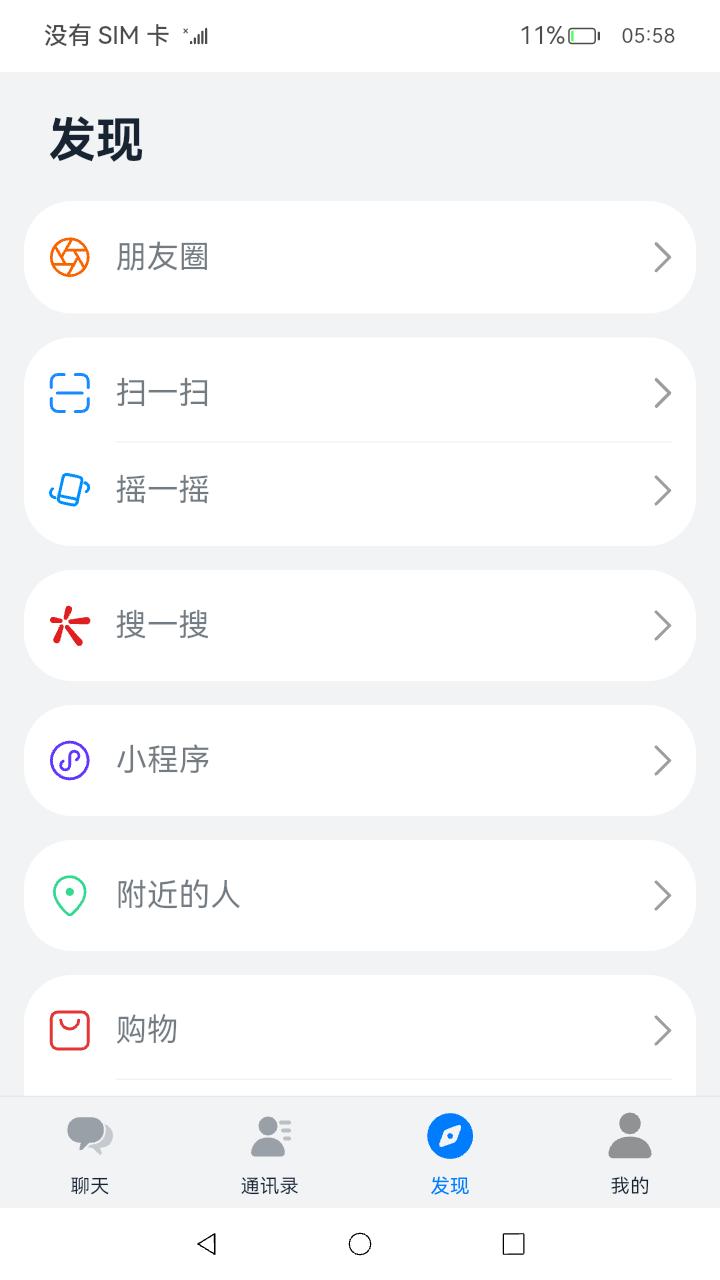 没有 SIM 卡
11%
05:58
发现
朋友圈
扫一扫
摇一摇
搜一搜
小程序
附近的人
购物
聊天
通讯录
发现
我的